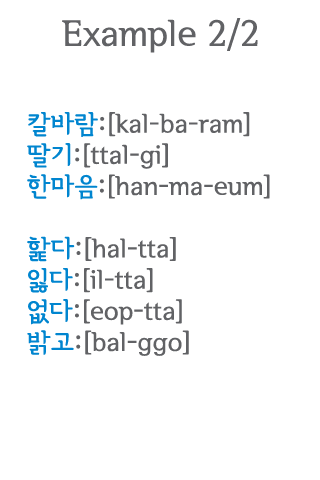 Example 2/2
칼바람:[kal-ba-ram]
딸기:[ttal-gi]
한마음:[han-ma-eum]
핥다:[hal-tta]
잃다:[il-tta]
없다:[eop-tta]
밝고:[bal-ggo]